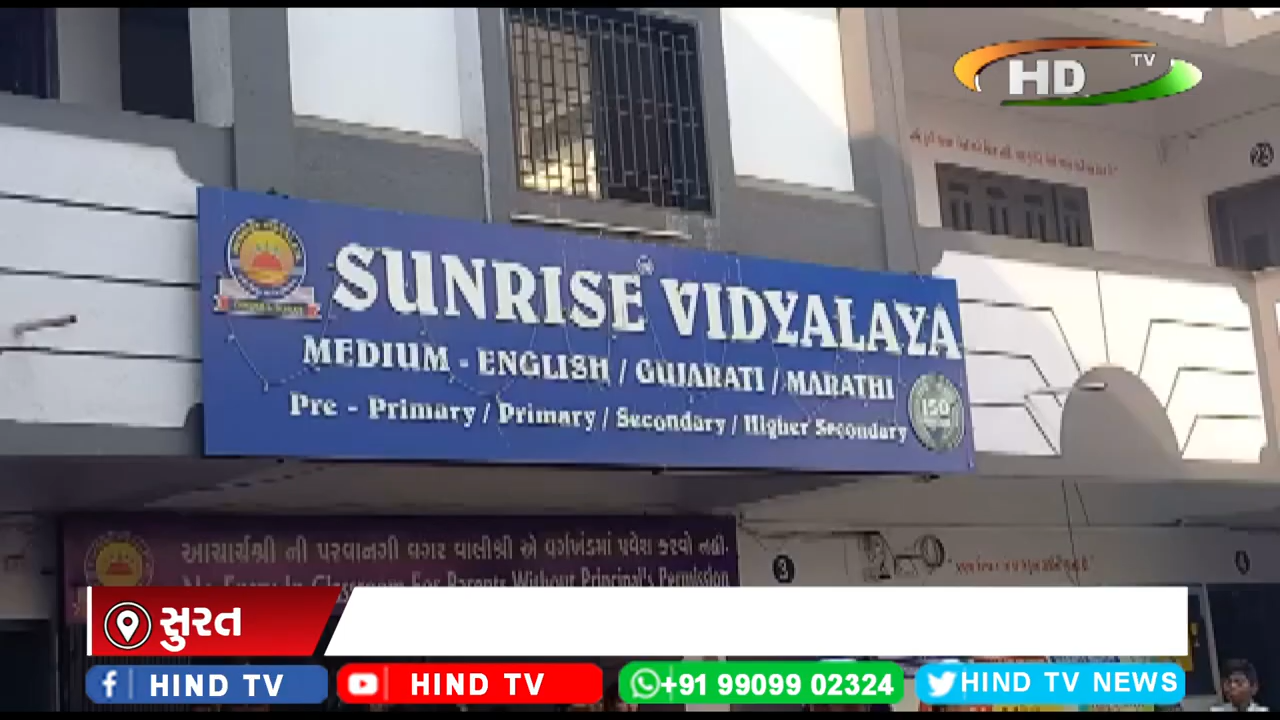 HD TV
SUNRISE VIDYALAYA
MEDIUM - ENGLISH / GUJARATI / MARATHI
Pre - Primary / Primary / Secondary / Higher Secondary
ISO
આચાર્યશ્રી ની પરવાનગી વગર વાલીશ્રી એ વર્ગખંડમાં પ્રવેશ કરવો નહી.
No Entry In Classroom For Parents Without Principal's Permission
સુરત
HIND TV
HIND TV
+91 99099 02324
HIND TV NEWS